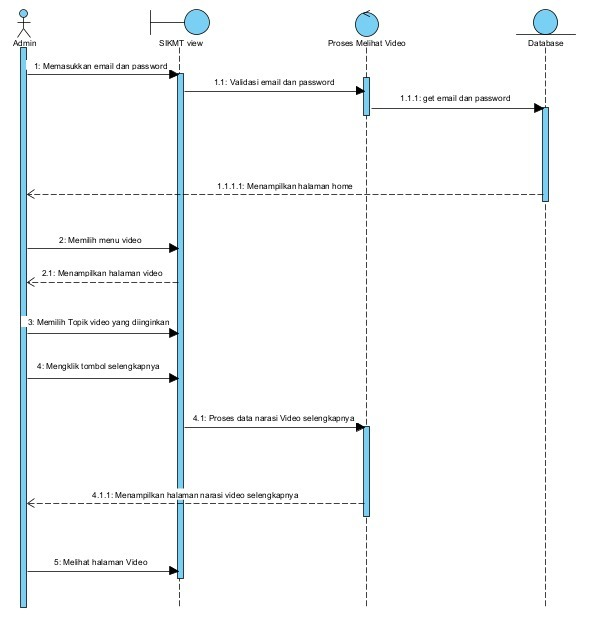 Admin
SIKMT view
Proses Melihat Video
Database
1: Memasukkan email dan password
1.1: Validasi email dan password
1.1.1: get email dan password
1.1.1.1: Menampilkan halaman home
2: Memilih menu video
2.1: Menampilkan halaman video
3: Memilih Topik video yang diinginkan
4: Mengklik tombol selengkapnya
4.1: Proses data narasi Video selengkapnya
4.1.1: Menampilkan halaman narasi video selengkapnya
5: Melihat halaman Video